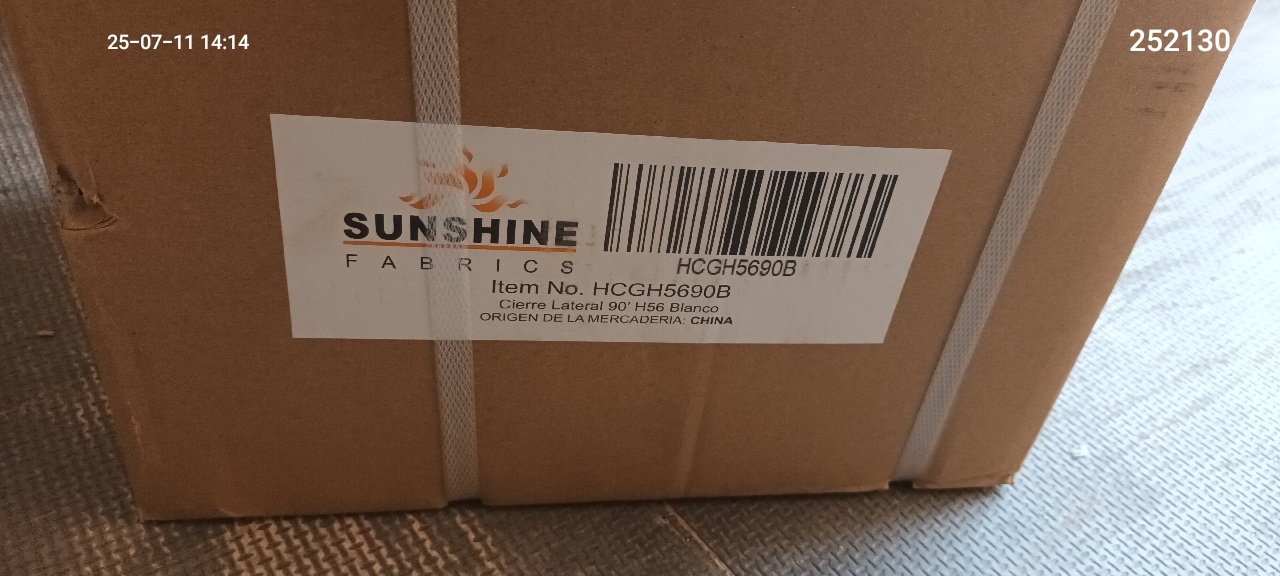 25-07-11 14:14
252130
SUNSHINE
FABRICS
HCGH5690B
Item No. HCGH5690B
Cierre Lateral 90' H56 Blanco
ORIGEN DE LA MERCADERIA: CHINA